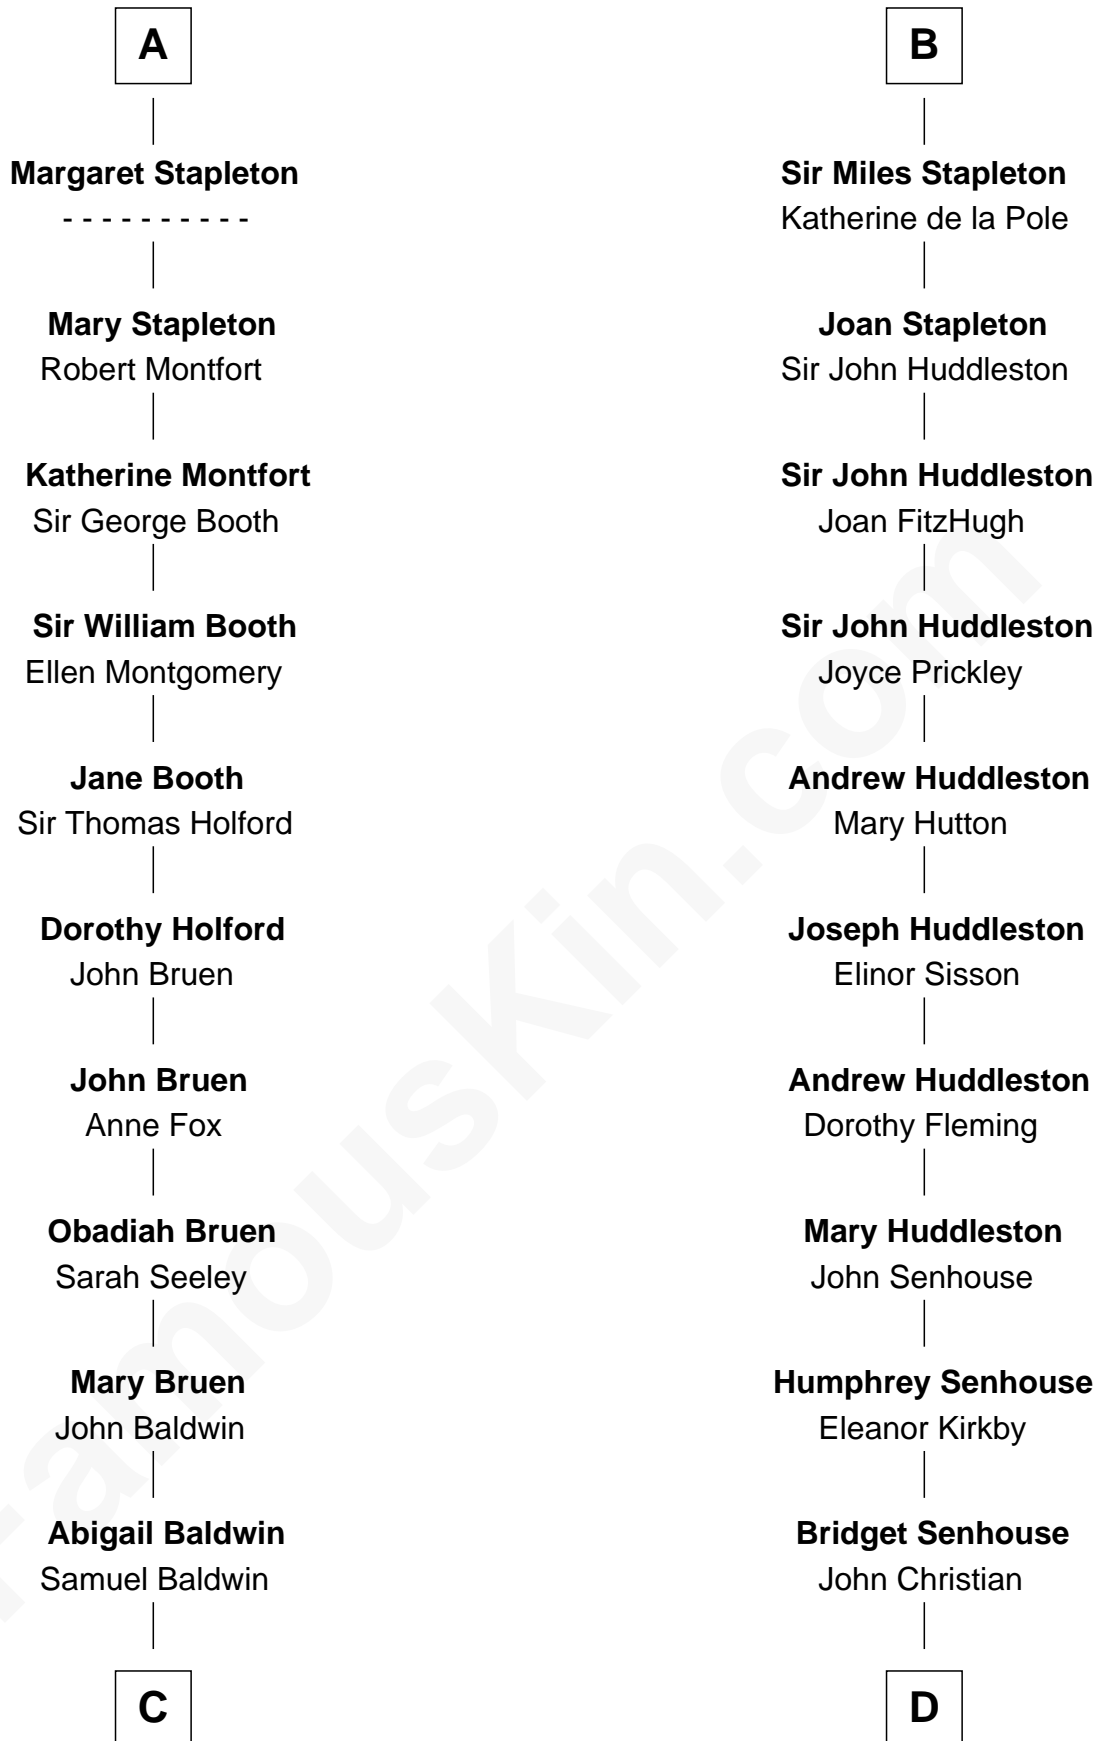 A
Margaret Stapleton
- - - - - - - - - -
Mary Stapleton
Robert Montfort
Katherine Montfort
Sir George Booth
Sir William Booth
Ellen Montgomery
Jane Booth
Sir Thomas Holford
Dorothy Holford
John Bruen
John Bruen
Anne Fox
Obadiah Bruen
Sarah Seeley
Mary Bruen
John Baldwin
Abigail Baldwin
Samuel Baldwin
C
B
Sir Miles Stapleton
Katherine de la Pole
Joan Stapleton
Sir John Huddleston
Sir John Huddleston
Joan FitzHugh
Sir John Huddleston
Joyce Prickley
Andrew Huddleston
Mary Hutton
Joseph Huddleston
Elinor Sisson
Andrew Huddleston
Dorothy Fleming
Mary Huddleston
John Senhouse
Humphrey Senhouse
Eleanor Kirkby
Bridget Senhouse
John Christian
D
FamousKin.com